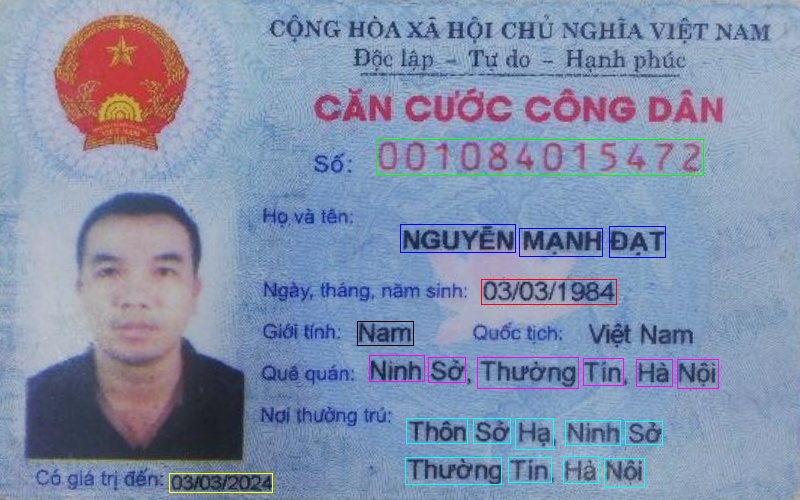 CỘNG HÒA XÃ HỘI CHỦ NGHĨA VIỆT NAM
Độc lập - Tự do - Hạnh phúc
CĂN CƯỚC CÔNG DÂN
Số: 001084015472
Họ và tên:
NGUYỄN MẠNH ĐẠT
Ngày, tháng, năm sinh: 03/03/1984
Giới tính: Nam Quốc tịch: Việt Nam
Quê quán: Ninh Sở, Thường Tín, Hà Nội
Nơi thường trú:
Thôn Sở Hạ, Ninh Sở
Thường Tín, Hà Nội
Có giá trị đến: 03/03/2024